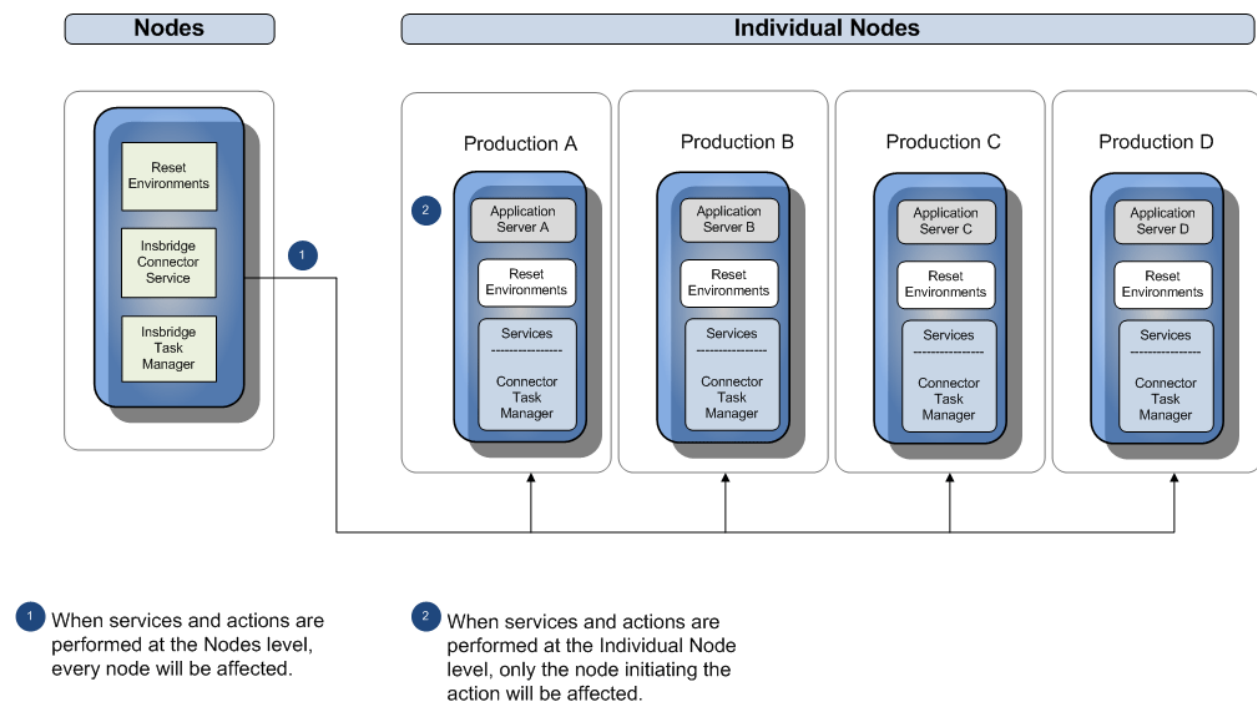 Nodes
Individual Nodes
Reset
Environments
Insbridge
Connector
Service
Insbridge
Task
Manager
1
Production A
2
Application
Server A
Reset
Environments
Services
------------------
Connector
Task
Manager
Production B
Application
Server B
Reset
Environments
Services
------------------
Connector
Task
Manager
Production C
Application
Server C
Reset
Environments
Services
------------------
Connector
Task
Manager
Production D
Application
Server D
Reset
Environments
Services
------------------
Connector
Task
Manager
1 When services and actions are
performed at the Nodes level,
every node will be affected.
2 When services and actions are
performed at the Individual Node
level, only the node initiating the
action will be affected.